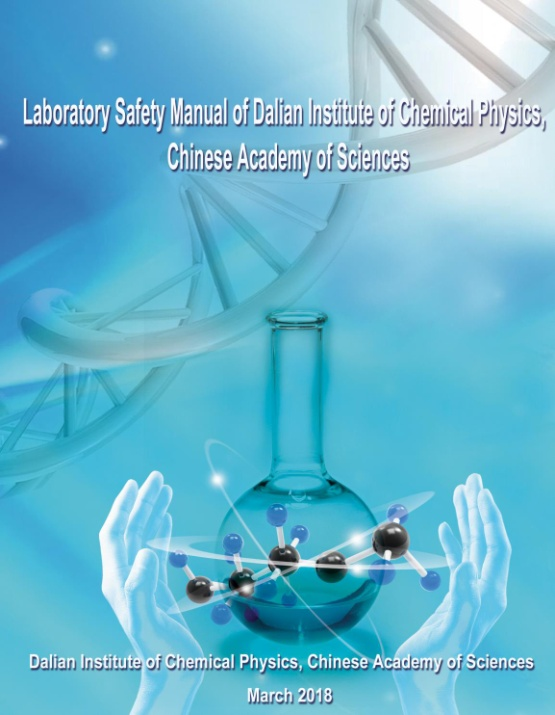 Laboratory Safety Manual of Dalian Institute of Chemical Physics,
Chinese Academy of Sciences
Dalian Institute of Chemical Physics, Chinese Academy of Sciences
March 2018